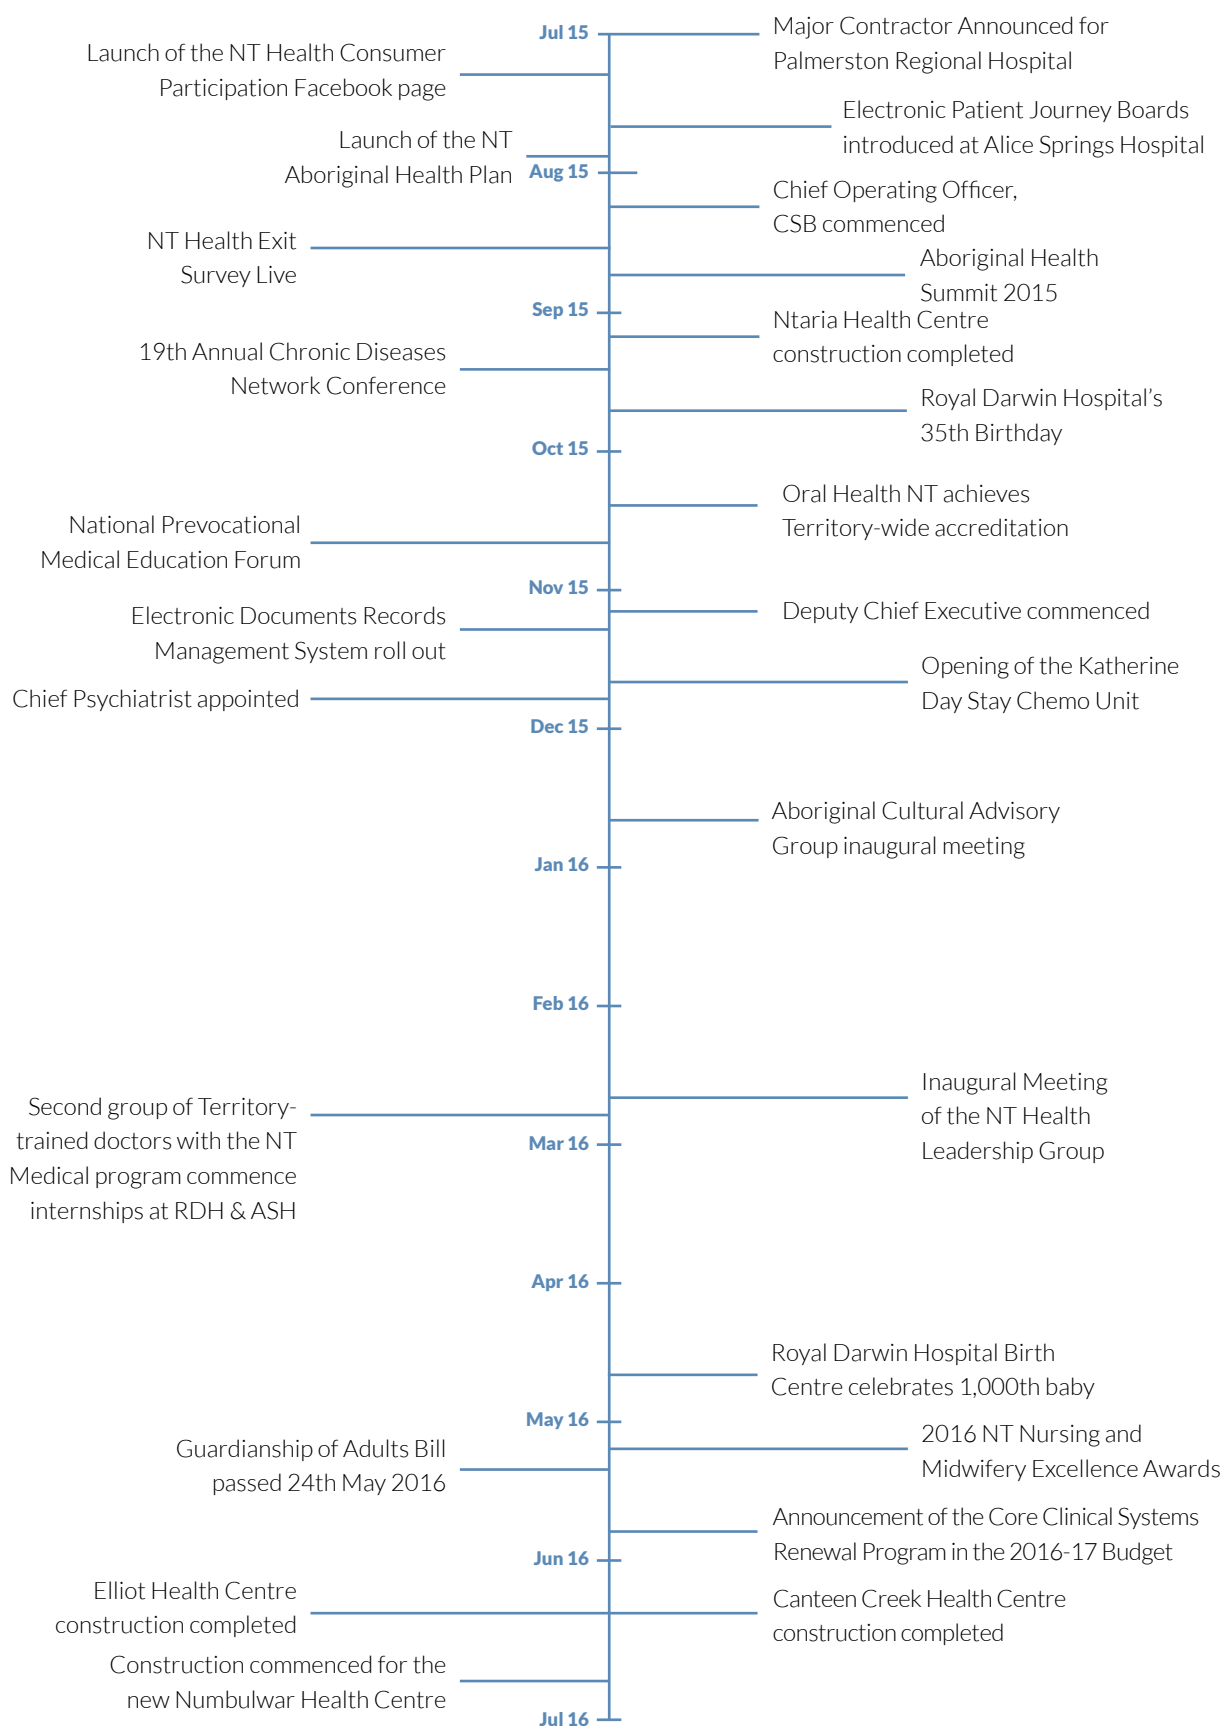 Jul 15
Major Contractor Announced for
Palmerston Regional Hospital
Launch of the NT Health Consumer
Participation Facebook page
Electronic Patient Journey Boards
introduced at Alice Springs Hospital
Launch of the NT
Aboriginal Health Plan
Aug 15
Chief Operating Officer,
CSB commenced
NT Health Exit
Survey Live
Aboriginal Health
Summit 2015
Sep 15
Ntaria Health Centre
construction completed
19th Annual Chronic Diseases
Network Conference
Royal Darwin Hospital’s
35th Birthday
Oct 15
Oral Health NT achieves
Territory-wide accreditation
National Prevocational
Medical Education Forum
Nov 15
Deputy Chief Executive commenced
Electronic Documents Records
Management System roll out
Opening of the Katherine
Day Stay Chemo Unit
Chief Psychiatrist appointed
Dec 15
Aboriginal Cultural Advisory
Group inaugural meeting
Jan 16
Feb 16
Inaugural Meeting
of the NT Health
Leadership Group
Second group of Territory-
trained doctors with the NT
Medical program commence
internships at RDH & ASH
Mar 16
Apr 16
Royal Darwin Hospital Birth
Centre celebrates 1,000th baby
May 16
2016 NT Nursing and
Midwifery Excellence Awards
Guardianship of Adults Bill
passed 24th May 2016
Announcement of the Core Clinical Systems
Renewal Program in the 2016-17 Budget
Jun 16
Elliot Health Centre
construction completed
Canteen Creek Health Centre
construction completed
Construction commenced for the
new Numbulwar Health Centre
Jul 16